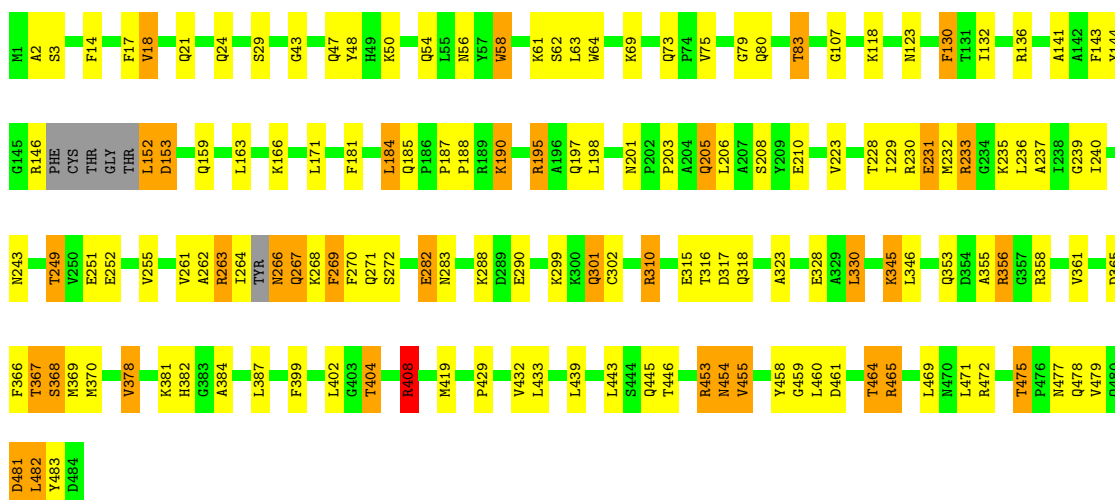 M1 A2 S3 F14 F17 V18 Q21 Q24 S29 G43 Q47 Y48 H49 K50 Q54 L55 N56 Y57 W58 K61 S62 L63 W64 K69 Q73 P74 V75 G79 Q80 T83 G107 K118 N123 F130 T131 I132 R136 A141 A142 F143 Y144
G145 R146 PHE CYS THR GLY THR L152 D153 Q159 L163 K166 L171 F181 L184 Q185 P186 P187 P188 R189 K190 R195 A196 Q197 L198 N201 P202 P203 A204 Q205 L206 A207 S208 Y209 E210 V223 T228 I229 R230 E231 M232 R233 G234 K235 L236 A237 I238 G239 I240
N243 T249 V250 E251 E252 V255 V261 A262 R263 I264 TYR N266 Q267 K268 F269 F270 Q271 S272 E282 N283 K288 D289 E290 K299 K300 Q301 C302 R310 E315 T316 D317 Q318 A323 E328 A329 L330 K345 L346 Q353 D354 A355 R356 G357 R358 V361
F366 T367 S368 M369 M370 V378 K381 H382 G383 A384 L387 F399 L402 G403 T404 R408 M419 P429 V432 L433 L439 L443 S444 Q445 T446 R453 N454 V455 Y458 G459 L460 D461 T464 R465 L469 N470 L471 R472 T475 P476 N477 Q478 V479
D481 L482 Y483 D484